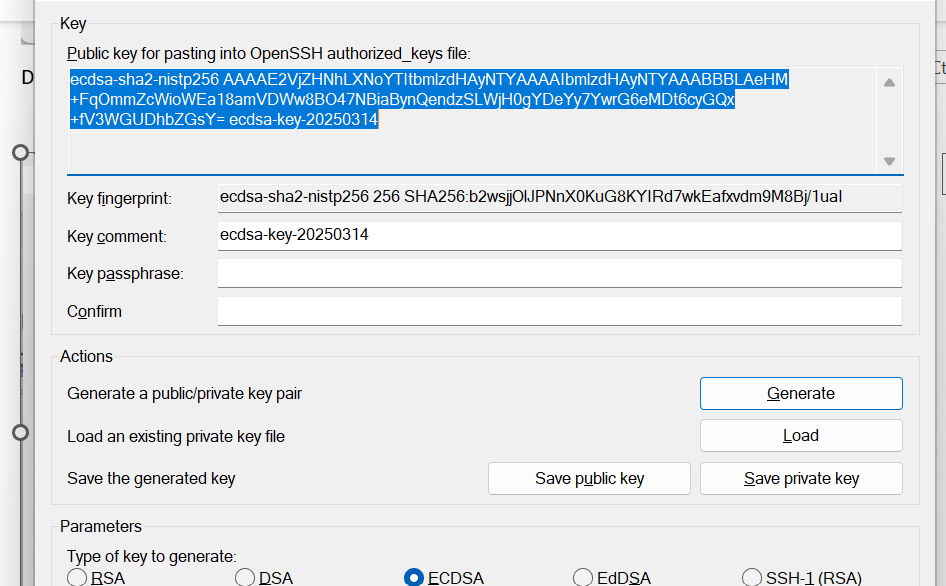 Key
Public key for pasting into OpenSSH authorized_keys file:
ecdsa-sha2-nistp256 AAAAE2VjZHNhLXNoYTItbmlzdHAyNTYAAAAIbmlzdHAyNTYAAABBBLAeHM
+FqOmmZcWioWEa18amVDWw8BO47NBiaBynQendzSLWjH0gYDeYy7YwrG6eMDt6cyGQx
+fV3WGUDhbZGsY= ecdsa-key-20250314
Key fingerprint:
ecdsa-sha2-nistp256 256 SHA256:b2wsjjOlJPNnX0KuG8KYIRd7wkEafxvdm9M8Bj/1uaI
Key comment:
ecdsa-key-20250314
Key passphrase:
Confirm
Actions
Generate a public/private key pair
Generate
Load an existing private key file
Load
Save the generated key
Save public key
Save private key
Parameters
Type of key to generate:
RSA
DSA
ECDSA
EdDSA
SSH-1 (RSA)